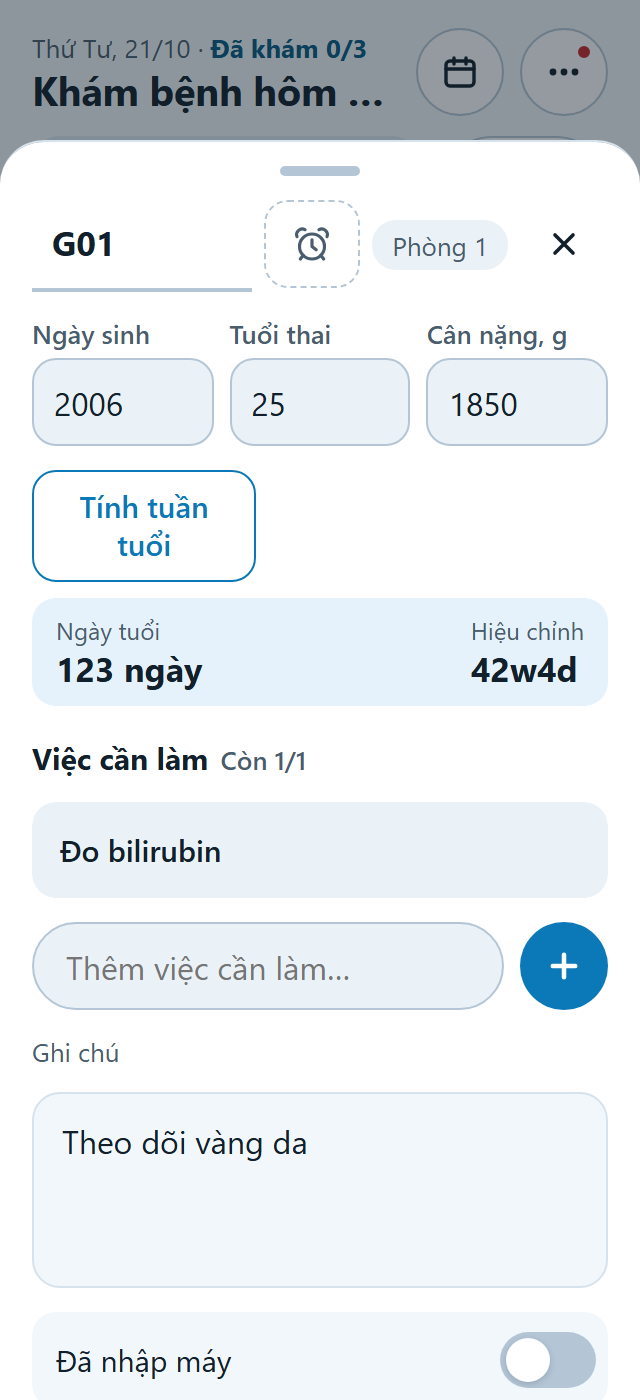 Thứ Tư, 21/10 · Đã khám 0/3
Khám bệnh hôm ...
G01
Phòng 1
Ngày sinh
Tuổi thai
Cân nặng, g
2006
25
1850
Tính tuần
tuổi
Ngày tuổi
Hiệu chỉnh
123 ngày
42w4d
Việc cần làm Còn 1/1
Đo bilirubin
Thêm việc cần làm...
Ghi chú
Theo dõi vàng da
Đã nhập máy